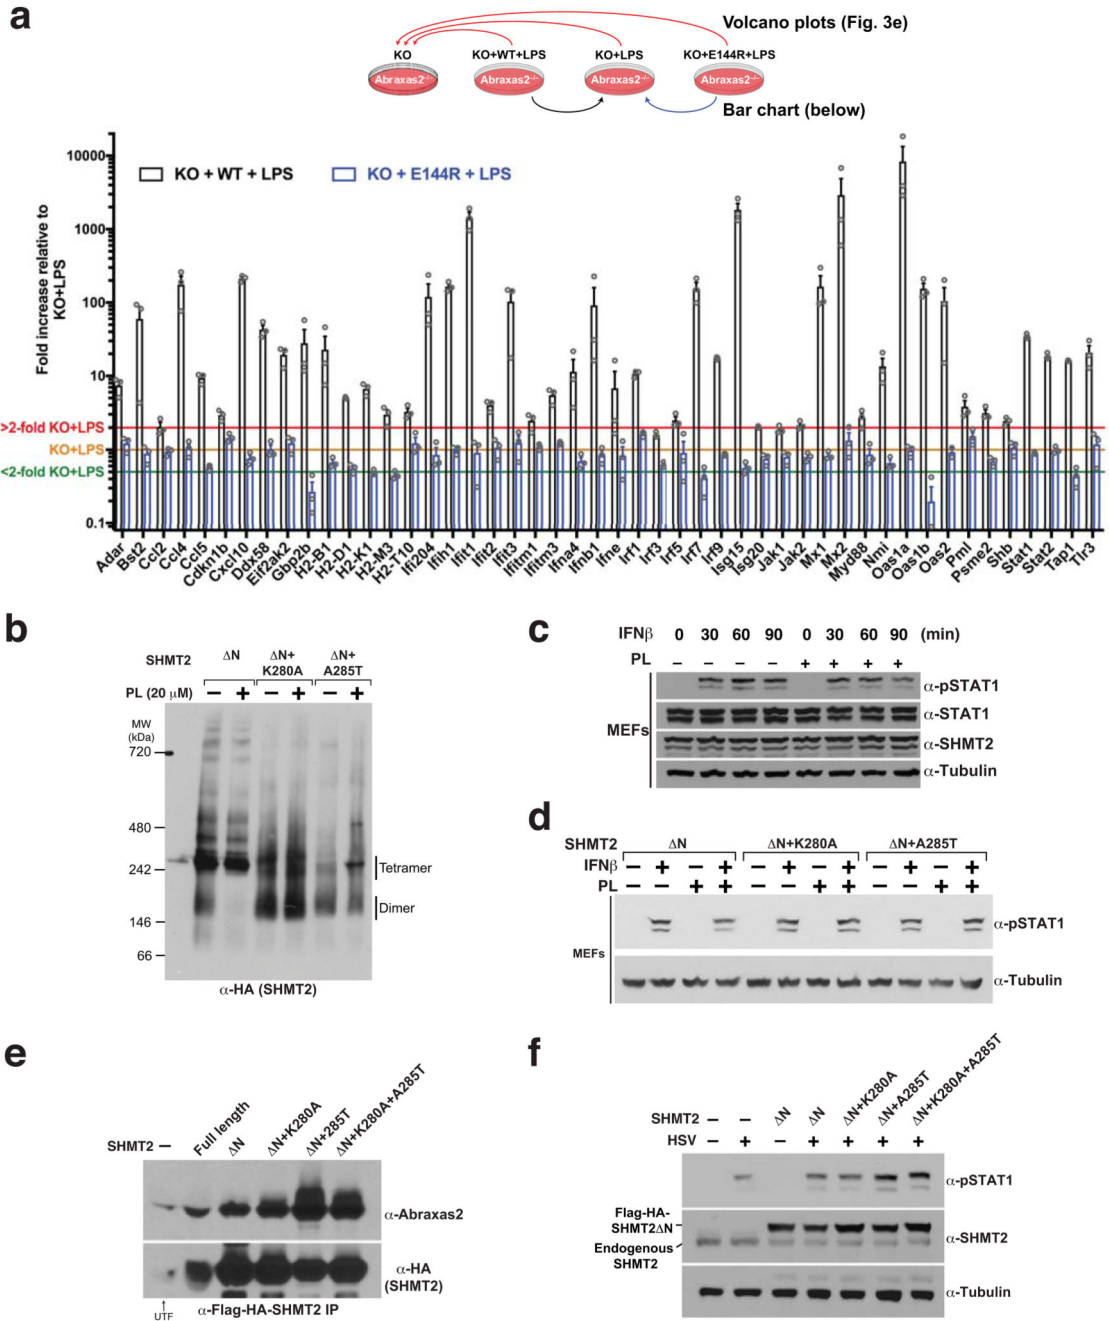 a
Volcano plots (Fig. 3e)
KO
KO+WT+LPS
KO+LPS
KO+E144R+LPS
Abraxas2-/-
Abraxas2-/-
Abraxas2-/-
Abraxas2-/-
Bar chart (below)
Fold increase relative to
KO+LPS
10000
1000
100
10
0.1
KO + WT + LPS
KO + E144R + LPS
>2-fold KO+LPS
KO+LPS
<2-fold KO+LPS
Adar
Bst2
Ccl2
Ccl4
Ccl5
Cdkn1b
Cxcl10
Ddx58
Eif2ak2
Gbp2b
H2-B1
H2-D1
H2-K1
H2-M3
H2-T10
Ifi204
Ifih1
Ifit1
Ifit2
Ifit3
Ifitm1
Ifitm3
Ifna4
Ifnb1
Ifne
Irf1
Irf3
Irf5
Irf7
Irf9
Isg15
Isg20
Jak1
Jak2
Mx1
Mx2
Myd88
Nmi
Oas1a
Oas1b
Oas2
Pml
Psme2
Shb
Stat1
Stat2
Tap1
Tlr3
b
SHMT2
ΔN
ΔN+
K280A
ΔN+
A285T
PL (20 μM)
− + − + − +
MW
(kDa)
720
480
242
146
66
Tetramer
Dimer
α-HA (SHMT2)
c
IFNβ 0 30 60 90 0 30 60 90 (min)
PL − − − − + + + +
MEFs
α-pSTAT1
α-STAT1
α-SHMT2
α-Tubulin
d
SHMT2 ΔN ΔN+K280A ΔN+A285T
IFNβ − + − + − + − + − + − +
PL − − + + − − + + − − + +
MEFs
α-pSTAT1
α-Tubulin
e
SHMT2 −
Full length
ΔN
ΔN+K280A
ΔN+285T
ΔN+K280A+A285T
α-Abraxas2
α-HA
(SHMT2)
↑
UTF
α-Flag-HA-SHMT2 IP
f
SHMT2 − − ΔN ΔN ΔN+K280A ΔN+A285T ΔN+K280A+A285T
HSV − + − + + + +
α-pSTAT1
Flag-HA-
SHMT2ΔN
Endogenous
SHMT2
α-SHMT2
α-Tubulin